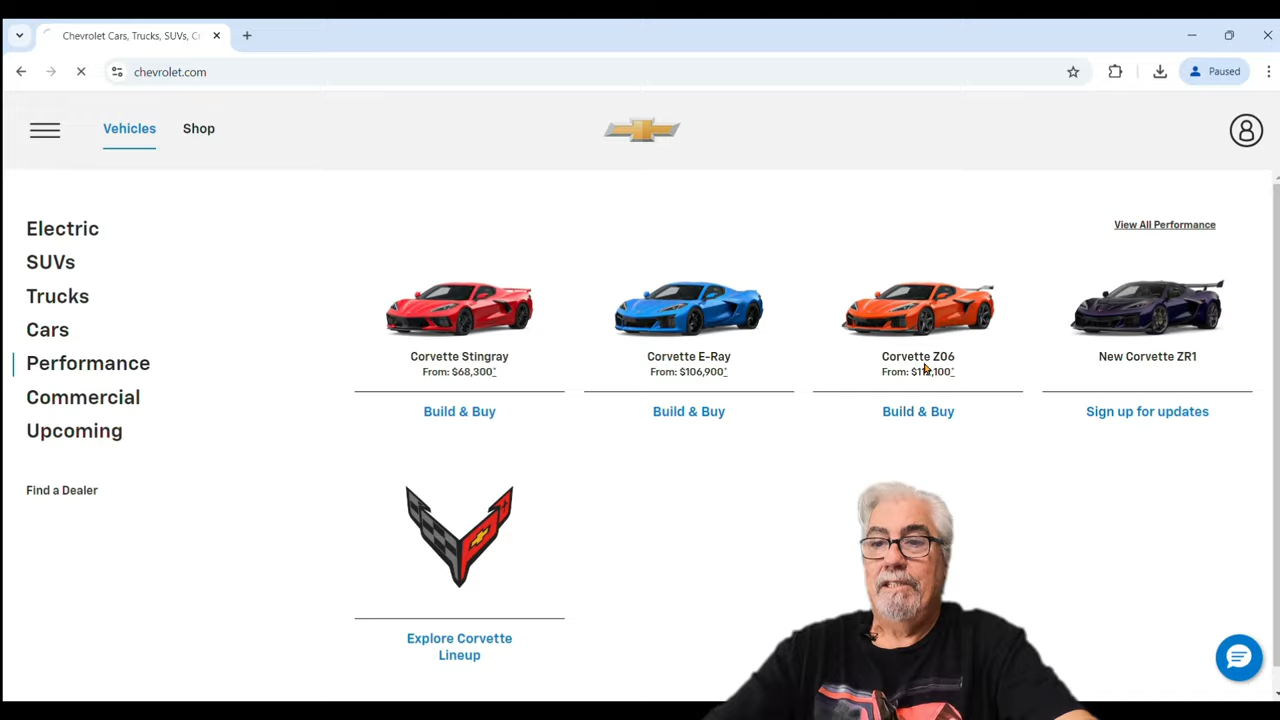 Chevrolet Cars, Trucks, SUVs, C
chevrolet.com
Paused
Vehicles
Shop
Electric
SUVs
Trucks
Cars
Performance
Commercial
Upcoming
Find a Dealer
View All Performance
Corvette Stingray
From: $68,300*
Build & Buy
Corvette E-Ray
From: $106,900*
Build & Buy
Corvette Z06
From:
Build & Buy
New Corvette ZR1
Sign up for updates
Explore Corvette
Lineup